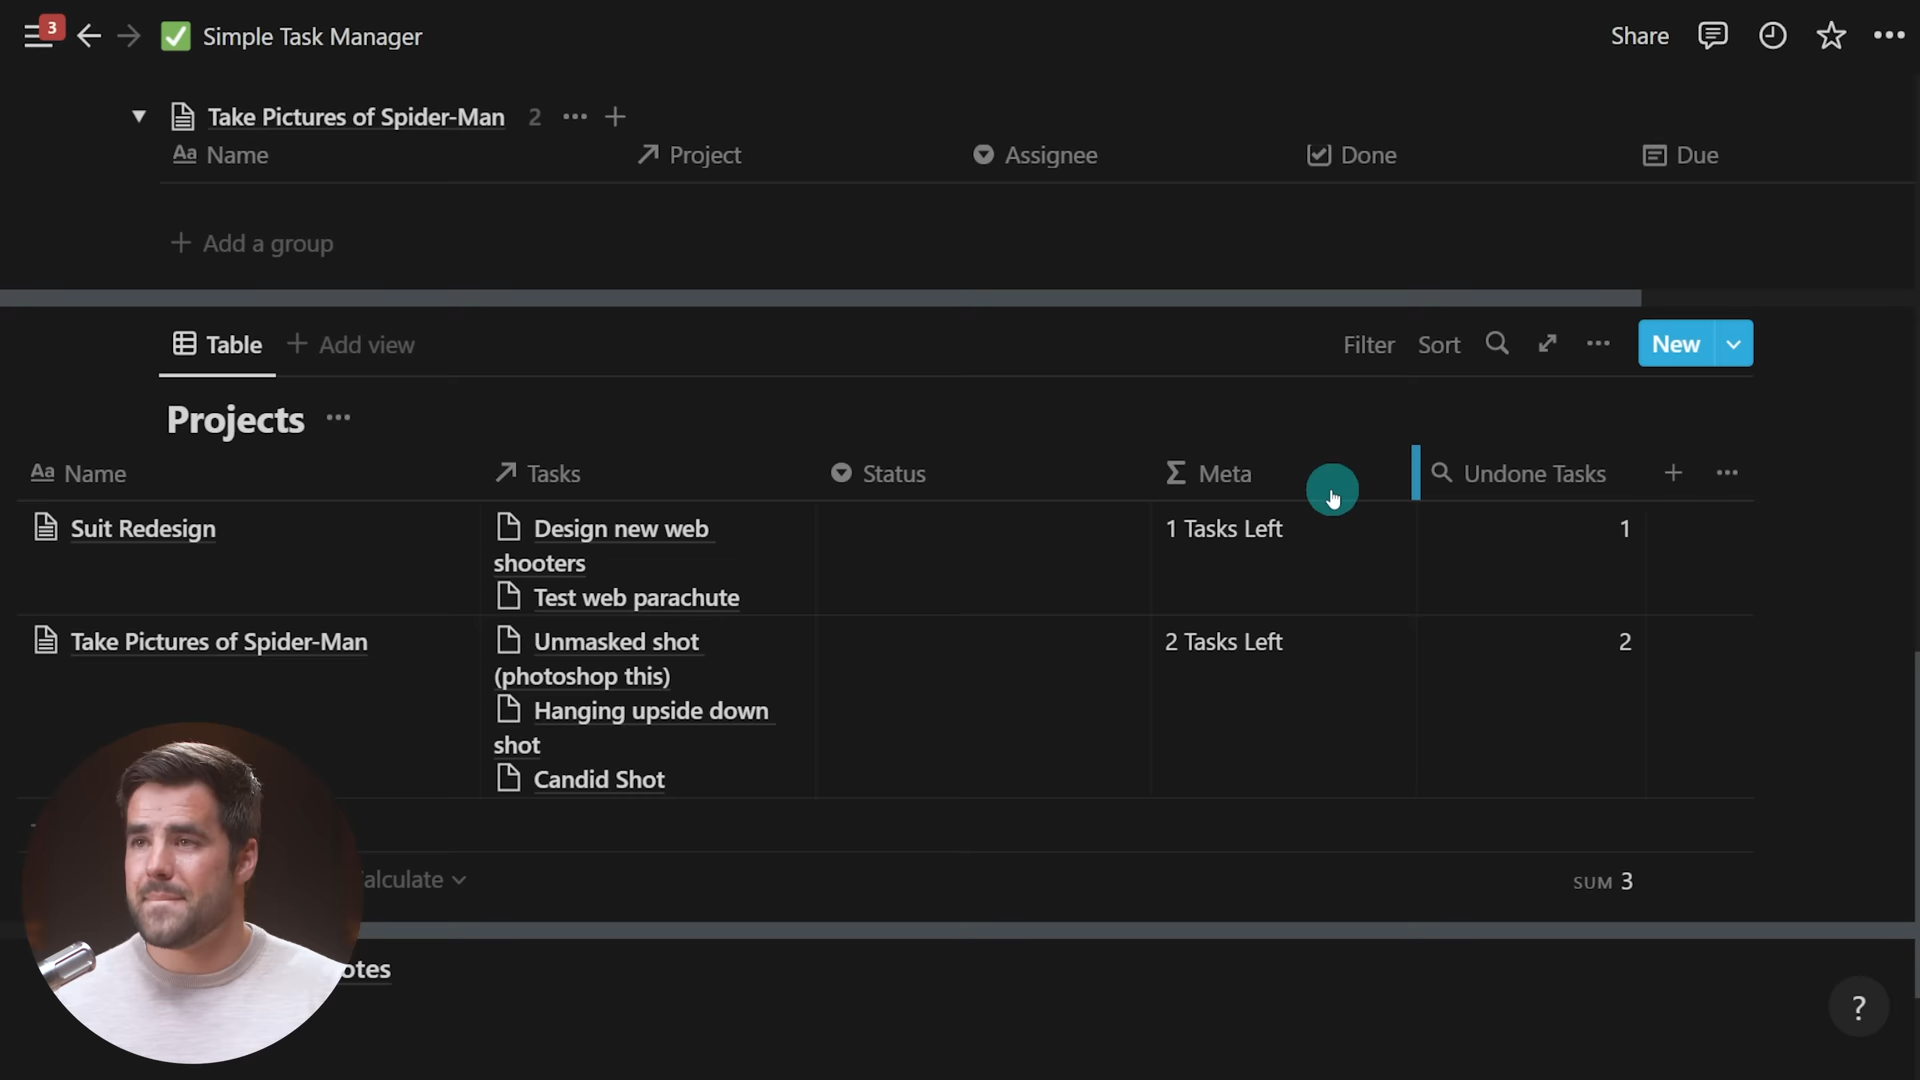 3
Simple Task Manager
Share
Take Pictures of Spider-Man 2
Aa Name
Project
Assignee
Done
Due
+ Add a group
Table
+ Add view
Filter
Sort
New
Projects
Aa Name
Tasks
Status
Σ Meta
Undone Tasks
Suit Redesign
Design new web
shooters
Test web parachute
1 Tasks Left
1
Take Pictures of Spider-Man
Unmasked shot
(photoshop this)
Hanging upside down
shot
Candid Shot
2 Tasks Left
2
alculate
SUM 3
otes
?